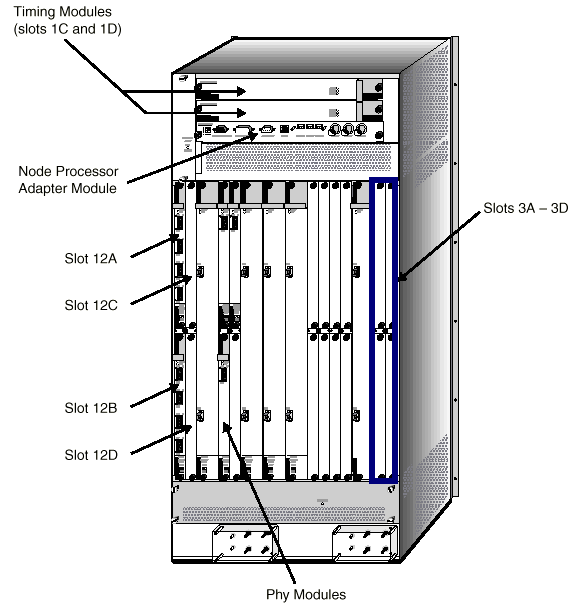 Timing Modules
(slots 1C and 1D)
Node Processor
Adapter Module
Slots 3A – 3D
Slot 12A
Slot 12C
Slot 12B
Slot 12D
Phy Modules